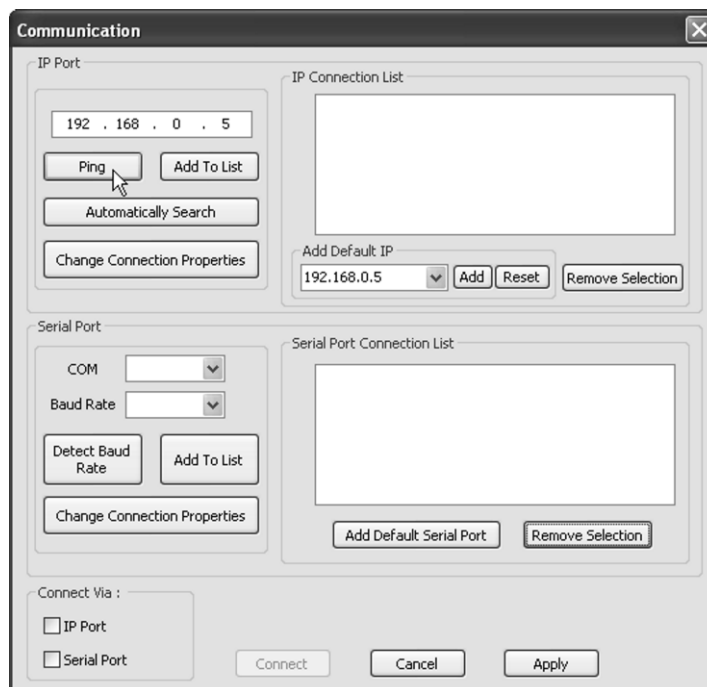 Communication
IP Port
192 . 168 . 0 . 5
Ping
Add To List
Automatically Search
Change Connection Properties
IP Connection List
Add Default IP
192.168.0.5
Add
Reset
Remove Selection
Serial Port
COM
Baud Rate
Detect Baud
Rate
Add To List
Change Connection Properties
Serial Port Connection List
Add Default Serial Port
Remove Selection
Connect Via :
IP Port
Serial Port
Connect
Cancel
Apply